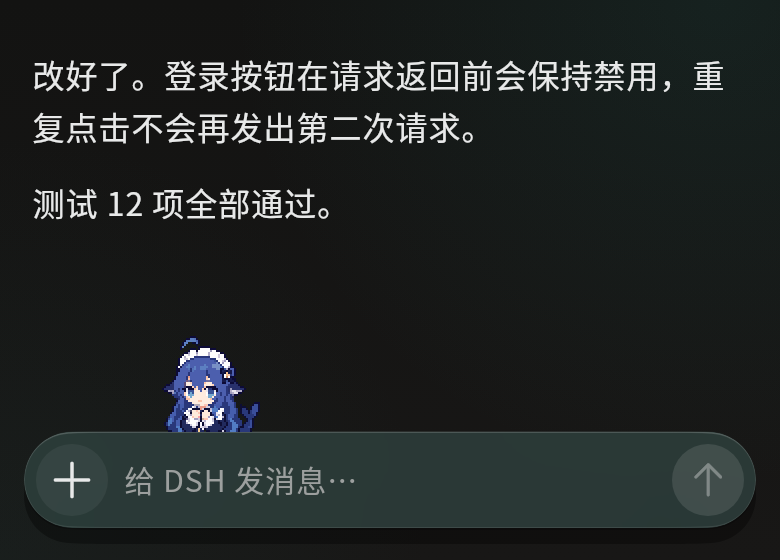 改好了。登录按钮在请求返回前会保持禁用，重
复点击不会再发出第二次请求。
测试 12 项全部通过。
给 DSH 发消息…